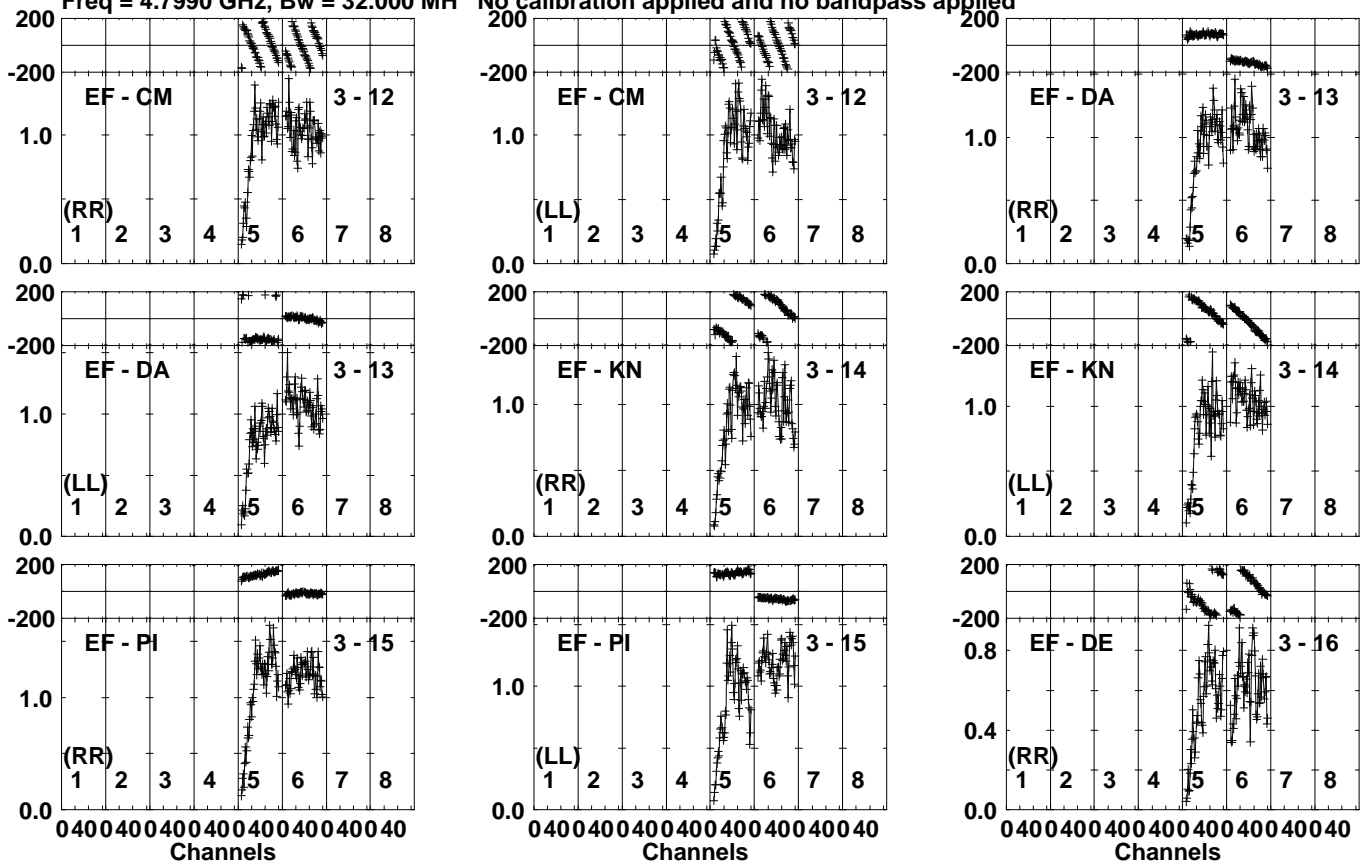 Freq = 4.7990 GHz, Bw = 32.000 MH No calibration applied and no bandpass applied
200
-200
EF - CM 3 - 12
1.0
(RR)
1 2 3 4 5 6 7 8
0.0
200
-200
EF - CM 3 - 12
1.0
(LL)
1 2 3 4 5 6 7 8
0.0
200
-200
EF - DA 3 - 13
1.0
(RR)
1 2 3 4 5 6 7 8
0.0
200
-200
EF - DA 3 - 13
1.0
(LL)
1 2 3 4 5 6 7 8
0.0
200
-200
EF - KN 3 - 14
1.0
(RR)
1 2 3 4 5 6 7 8
0.0
200
-200
EF - KN 3 - 14
1.0
(LL)
1 2 3 4 5 6 7 8
0.0
200
-200
EF - PI 3 - 15
1.0
(RR)
1 2 3 4 5 6 7 8
0.0
0 40 0 40 0 40 0 40 0 40 0 40 0 40 0 40
Channels
200
-200
EF - PI 3 - 15
1.0
(LL)
1 2 3 4 5 6 7 8
0.0
0 40 0 40 0 40 0 40 0 40 0 40 0 40 0 40
Channels
200
-200
EF - DE 3 - 16
0.8
0.4
(RR)
1 2 3 4 5 6 7 8
0.0
0 40 0 40 0 40 0 40 0 40 0 40 0 40 0 40
Channels